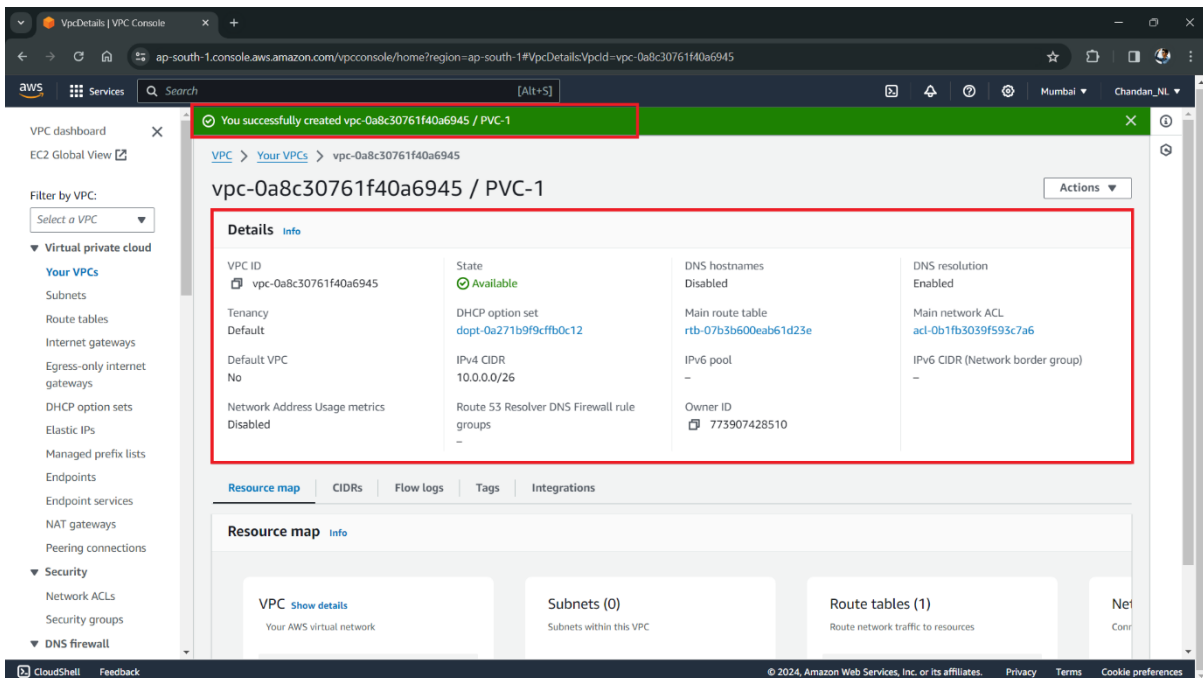 VpcDetails | VPC Console
ap-south-1.console.aws.amazon.com/vpcconsole/home?region=ap-south-1#VpcDetails:VpcId=vpc-0a8c30761f40a6945
aws Services Search [Alt+S] Mumbai Chandan_NL
VPC dashboard
EC2 Global View
Filter by VPC:
Select a VPC
Virtual private cloud
Your VPCs
Subnets
Route tables
Internet gateways
Egress-only internet
gateways
DHCP option sets
Elastic IPs
Managed prefix lists
Endpoints
Endpoint services
NAT gateways
Peering connections
Security
Network ACLs
Security groups
DNS firewall
You successfully created vpc-0a8c30761f40a6945 / PVC-1
VPC > Your VPCs > vpc-0a8c30761f40a6945
vpc-0a8c30761f40a6945 / PVC-1
Actions
Details Info
VPC ID
vpc-0a8c30761f40a6945
State
Available
DNS hostnames
Disabled
DNS resolution
Enabled
Tenancy
Default
DHCP option set
dopt-0a271b9f9cffb0c12
Main route table
rtb-07b3b600eab61d23e
Main network ACL
acl-0b1fb3039f593c7a6
Default VPC
No
IPv4 CIDR
10.0.0.0/26
IPv6 pool
–
IPv6 CIDR (Network border group)
–
Network Address Usage metrics
Disabled
Route 53 Resolver DNS Firewall rule
groups
–
Owner ID
773907428510
Resource map CIDRs Flow logs Tags Integrations
Resource map Info
VPC Show details
Your AWS virtual network
Subnets (0)
Subnets within this VPC
Route tables (1)
Route network traffic to resources
Net
Conn
CloudShell Feedback © 2024, Amazon Web Services, Inc. or its affiliates. Privacy Terms Cookie preferences